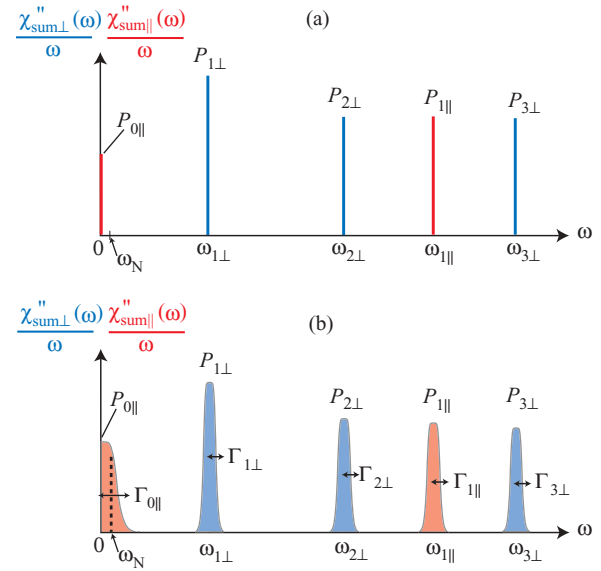 χ"sum⊥(ω) χ"sum||(ω) (a)
ω ω
P1⊥
P2⊥ P1|| P3⊥
P0||
ω
0 ωN ω1⊥ ω2⊥ ω1|| ω3⊥
χ"sum⊥(ω) χ"sum||(ω) (b)
ω ω
P1⊥
P2⊥ P1|| P3⊥
P0||
Γ1⊥
Γ0|| Γ2⊥ Γ1|| Γ3⊥
ω
0 ωN ω1⊥ ω2⊥ ω1|| ω3⊥